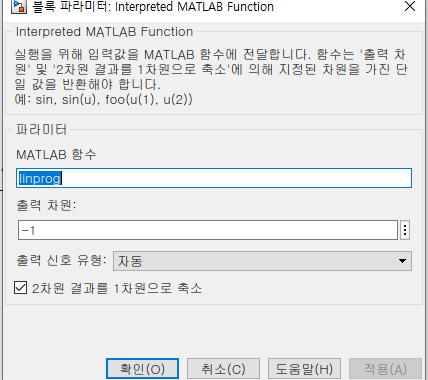 블록 파라미터: Interpreted MATLAB Function
Interpreted MATLAB Function
실행을 위해 입력값을 MATLAB 함수에 전달합니다. 함수는 '출력 차
원' 및 '2차원 결과를 1차원으로 축소'에 의해 지정된 차원을 가진 단
일 값을 반환해야 합니다.
예: sin, sin(u), foo(u(1), u(2))
파라미터
MATLAB 함수
linprog
출력 차원:
-1
출력 신호 유형: 자동
2차원 결과를 1차원으로 축소
확인(O) 취소(C) 도움말(H) 적용(A)